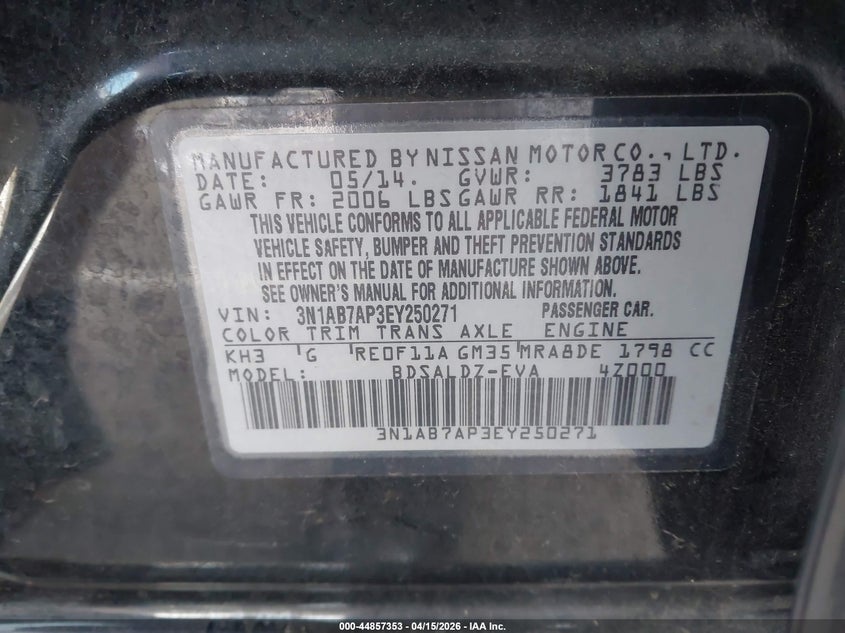 MANUFACTURED BY NISSAN MOTOR CO., LTD.
DATE: 05/14. GVWR: 3783 LBS
GAWR FR: 2006 LBS GAWR RR: 1841 LBS
THIS VEHICLE CONFORMS TO ALL APPLICABLE FEDERAL MOTOR
VEHICLE SAFETY, BUMPER AND THEFT PREVENTION STANDARDS
IN EFFECT ON THE DATE OF MANUFACTURE SHOWN ABOVE.
SEE OWNER'S MANUAL FOR ADDITIONAL INFORMATION.
VIN: 3N1AB7AP3EY250271 PASSENGER CAR.
COLOR TRIM TRANS AXLE ENGINE
KH3 G RE0F11A GM35 MRA8DE 1798 CC
MODEL: BDSALDZ-EVA 4Z000
3N1AB7AP3EY250271
000-44857353 - 04/15/2026 - IAA Inc.